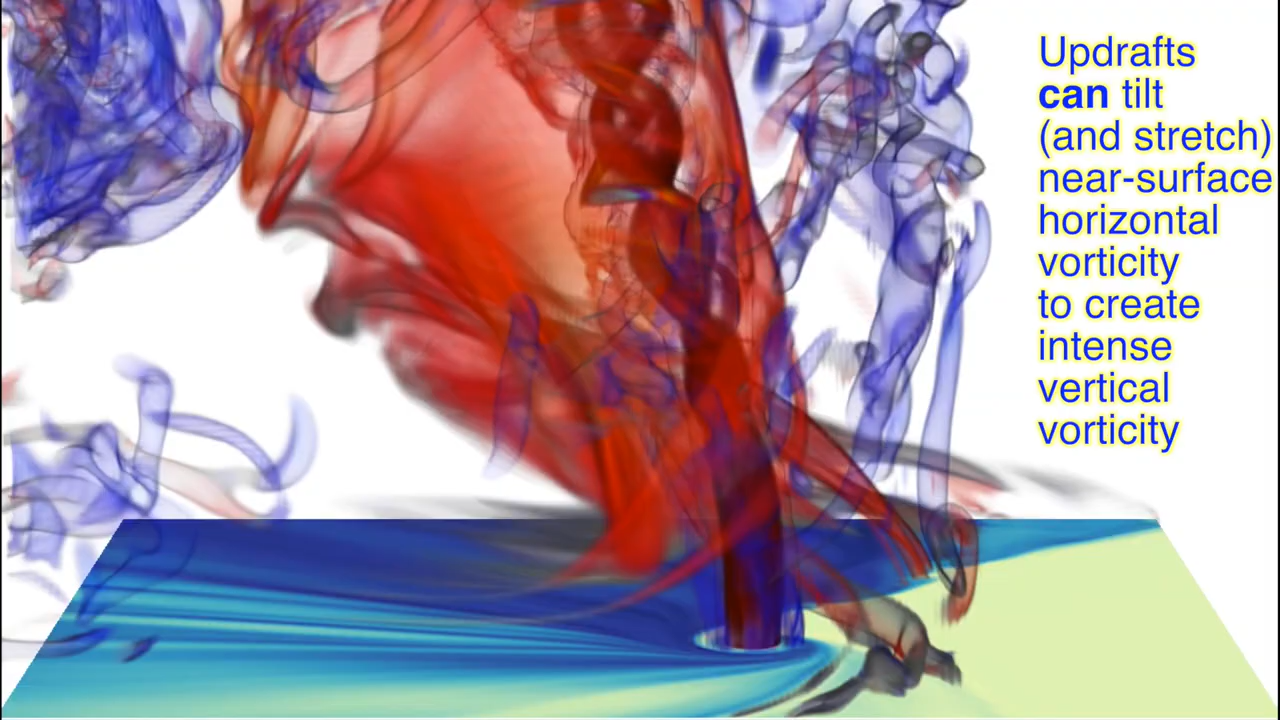 Updrafts
can tilt
(and stretch)
near-surface
horizontal
vorticity
to create
intense
vertical
vorticity